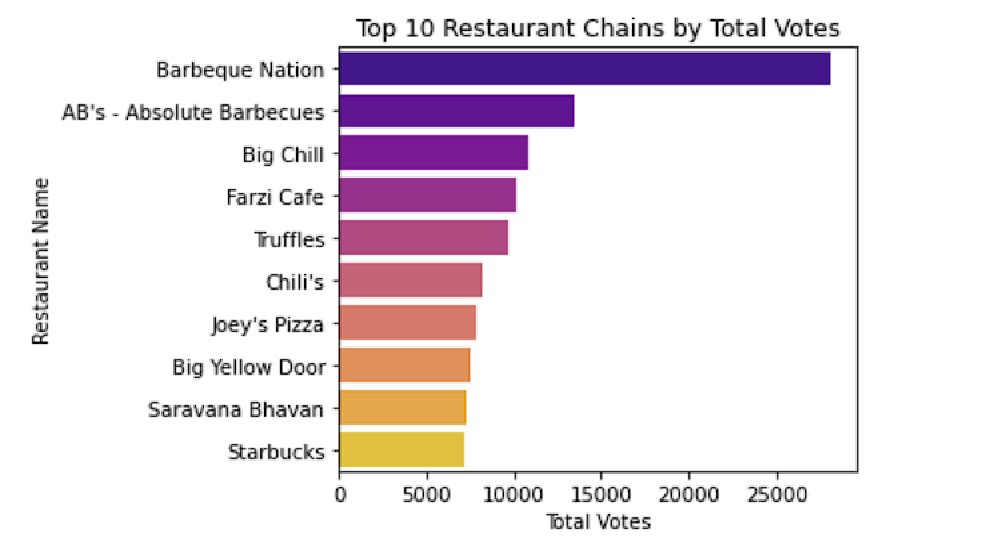 Top 10 Restaurant Chains by Total Votes
Restaurant Name
Barbeque Nation
AB's - Absolute Barbecues
Big Chill
Farzi Cafe
Truffles
Chili's
Joey's Pizza
Big Yellow Door
Saravana Bhavan
Starbucks
0 5000 10000 15000 20000 25000
Total Votes